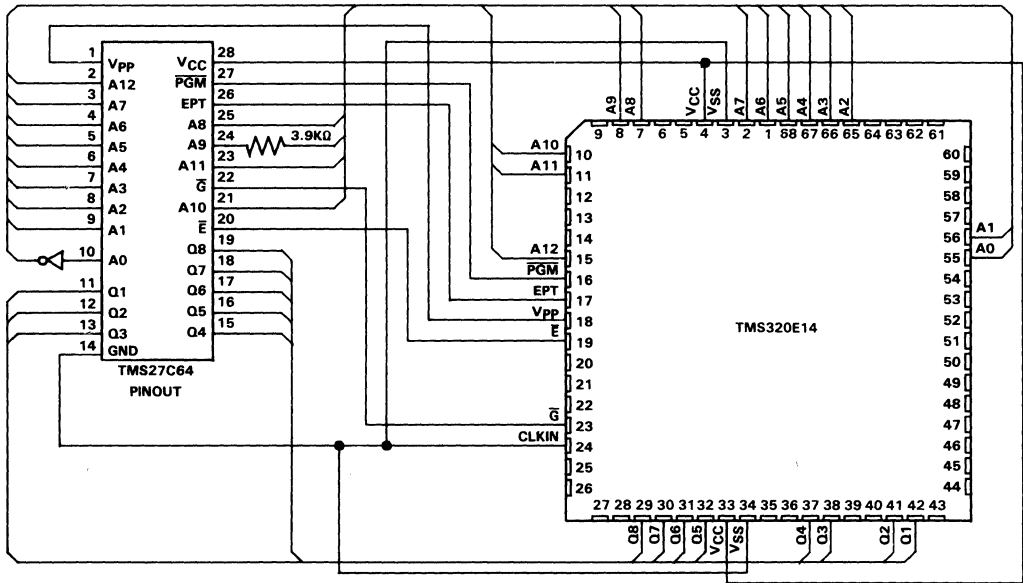 1 VPP VCC 28
2 A12 PGM 27
3 A7 EPT 26
4 A6 A8 25
5 A5 A9 24 3.9KΩ
6 A4 A11 23
7 A3 G 22
8 A2 A10 21
9 A1 E 20
10 A0 Q8 19
11 Q1 Q7 18
12 Q2 Q6 17
13 Q3 Q5 16
14 GND Q4 15
TMS27C64
PINOUT
A9 A8 VCC VSS A7 A6 A5 A4 A3 A2
9 8 7 6 5 4 3 2 1 68 67 66 65 64 63 62 61
A10 10
A11 11
12
13
14
A12 15
PGM 16
EPT 17
VPP 18
E 19
20
21
22
G 23
CLKIN 24
25
26
TMS320E14
60
59
58
57
56 A1
55 A0
54
53
52
51
50
49
48
47
46
45
44
27 28 29 30 31 32 33 34 35 36 37 38 39 40 41 42 43
Q8 Q7 Q6 Q5 VCC VSS Q4 Q3 Q2 Q1